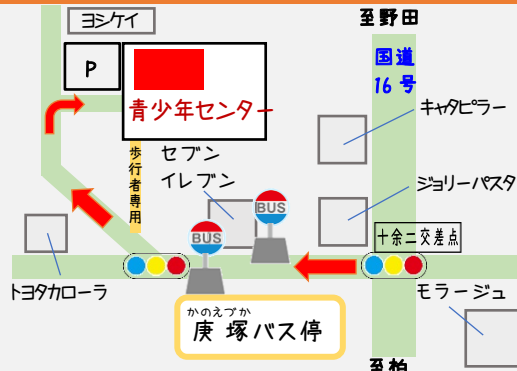 ヨシケイ
至野田
P
国道
16号
青少年センター
キャタピラー
歩行者専用
セブン
イレブン
ジョリーパスタ
BUS
BUS
十余二交差点
トヨタカローラ
モラージュ
かのえづか
庚塚バス停
至柏